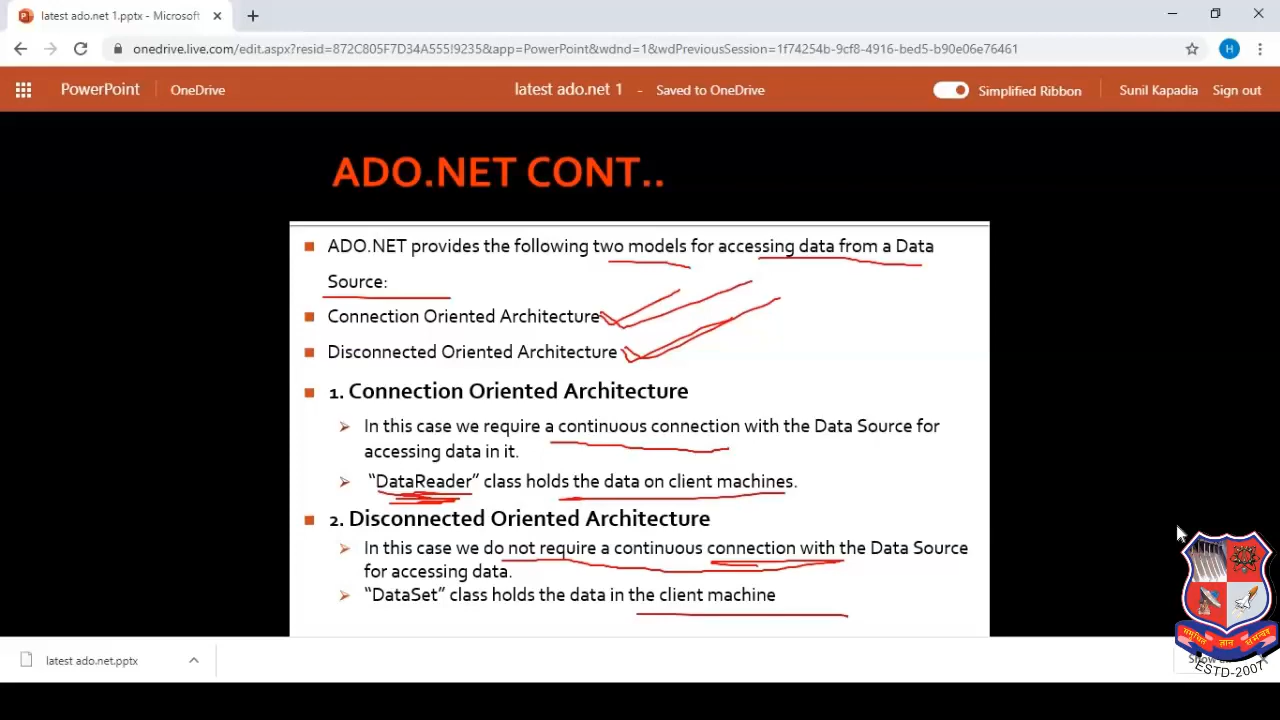 latest ado.net 1.pptx - Microsoft
onedrive.live.com/edit.aspx?resid=872C805F7D34A555!9235&app=PowerPoint&wdnd=1&wdPreviousSession=1f74254b-9cf8-4916-bed5-b90e06e76461
H
PowerPoint OneDrive latest ado.net 1 - Saved to OneDrive Simplified Ribbon Sunil Kapadia Sign out
ADO.NET CONT..
ADO.NET provides the following two models for accessing data from a Data
Source:
Connection Oriented Architecture
Disconnected Oriented Architecture
1. Connection Oriented Architecture
In this case we require a continuous connection with the Data Source for
accessing data in it.
"DataReader" class holds the data on client machines.
2. Disconnected Oriented Architecture
In this case we do not require a continuous connection with the Data Source
for accessing data.
"DataSet" class holds the data in the client machine
latest ado.net.pptx
ESTD-2007